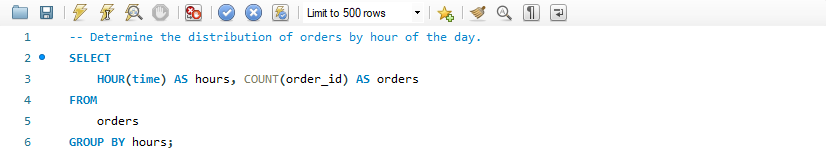 Limit to 500 rows
1 -- Determine the distribution of orders by hour of the day.
2 SELECT
3 HOUR(time) AS hours, COUNT(order_id) AS orders
4 FROM
5 orders
6 GROUP BY hours;